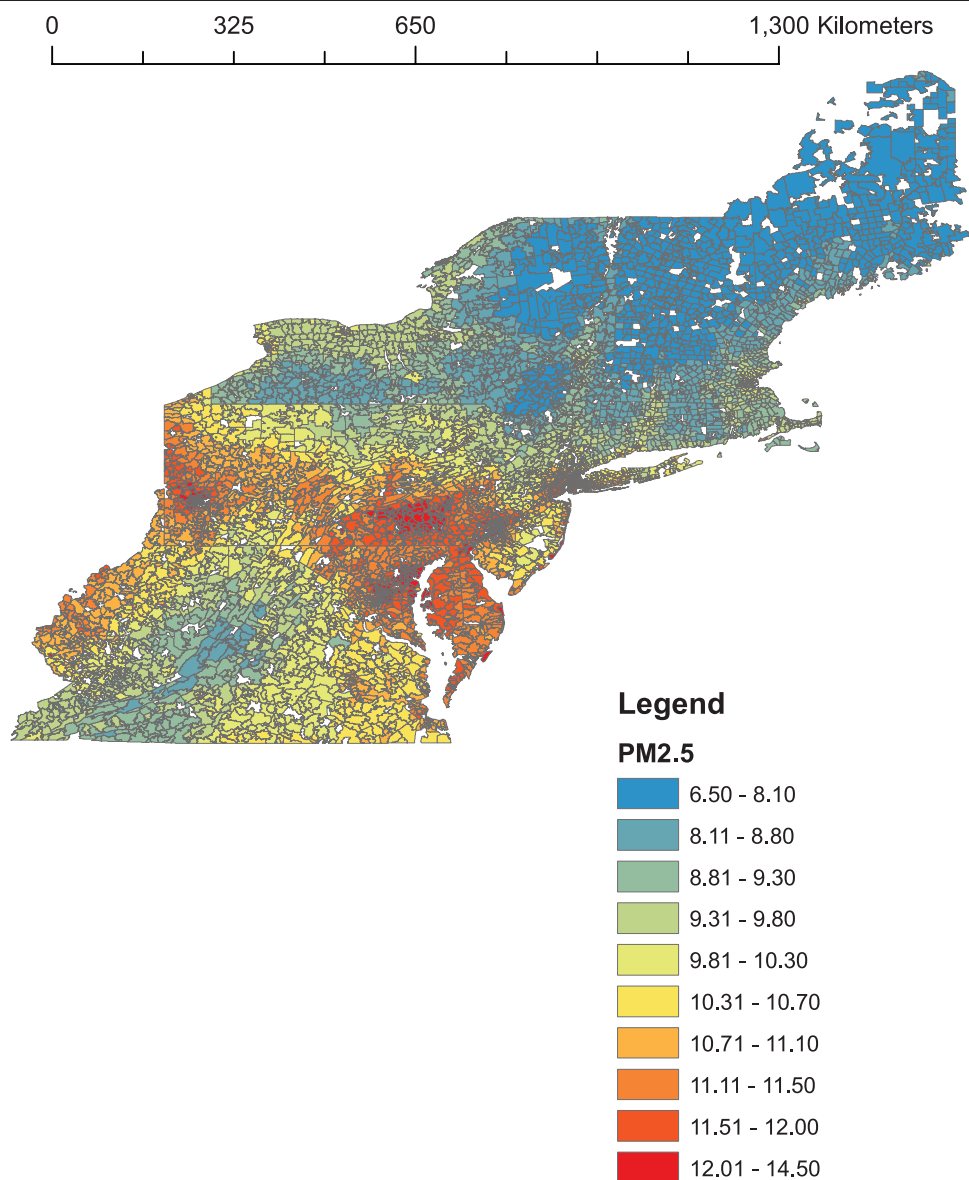 0 325 650 1,300 Kilometers
Legend
PM2.5
6.50 - 8.10
8.11 - 8.80
8.81 - 9.30
9.31 - 9.80
9.81 - 10.30
10.31 - 10.70
10.71 - 11.10
11.11 - 11.50
11.51 - 12.00
12.01 - 14.50